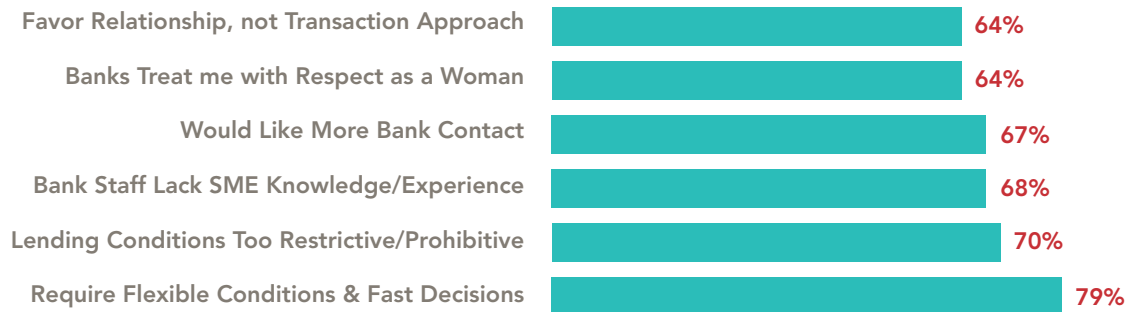 Favor Relationship, not Transaction Approach 64%
Banks Treat me with Respect as a Woman 64%
Would Like More Bank Contact 67%
Bank Staff Lack SME Knowledge/Experience 68%
Lending Conditions Too Restrictive/Prohibitive 70%
Require Flexible Conditions & Fast Decisions 79%